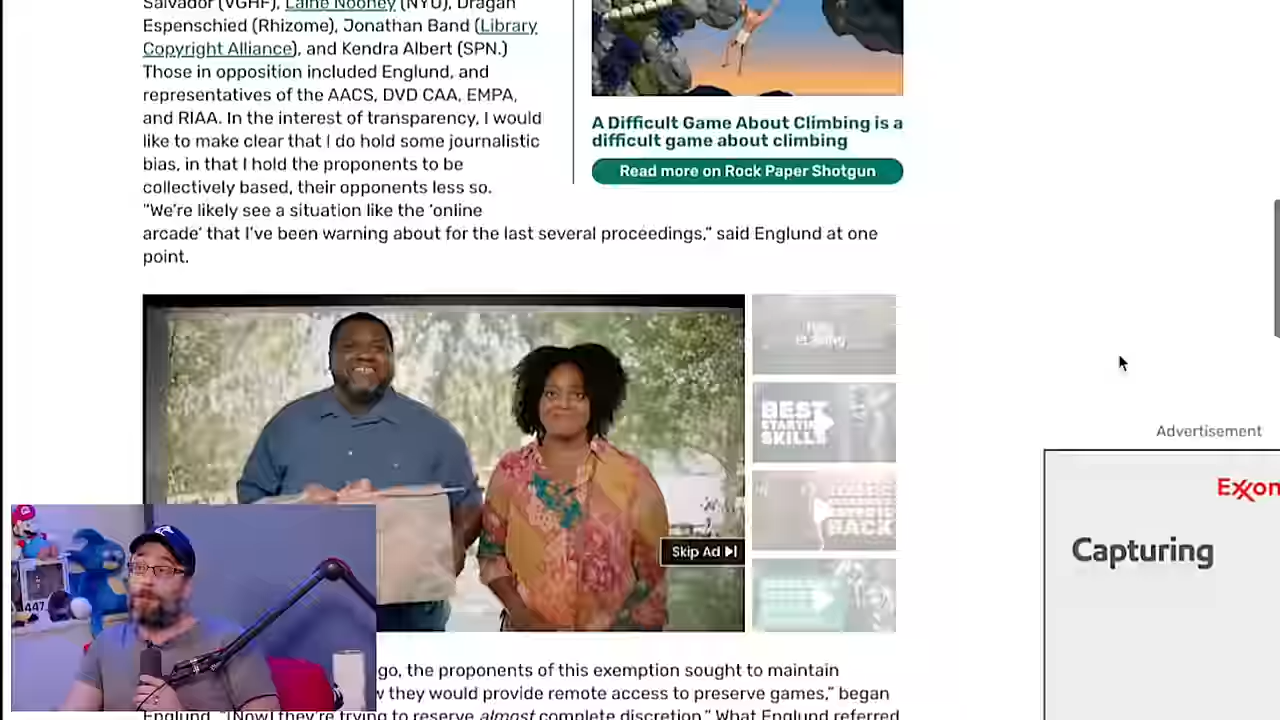 Salvador (VGHF), Laine Nooney (NYU), Dragan
Espenschied (Rhizome), Jonathan Band (Library
Copyright Alliance), and Kendra Albert (SPN.)
Those in opposition included Englund, and
representatives of the AACS, DVD CAA, EMPA,
and RIAA. In the interest of transparency, I would
like to make clear that I do hold some journalistic
bias, in that I hold the proponents to be
collectively based, their opponents less so.
“We’re likely see a situation like the ‘online
arcade’ that I’ve been warning about for the last several proceedings,” said Englund at one
point.
A Difficult Game About Climbing is a
difficult game about climbing
Read more on Rock Paper Shotgun
BEST
STARTING
SKILLS
BACK
Skip Ad
Advertisement
Exxon
Capturing
447
go, the proponents of this exemption sought to maintain
w they would provide remote access to preserve games,” began
Englund. “[Now] they’re trying to reserve almost complete discretion.” What Englund referred